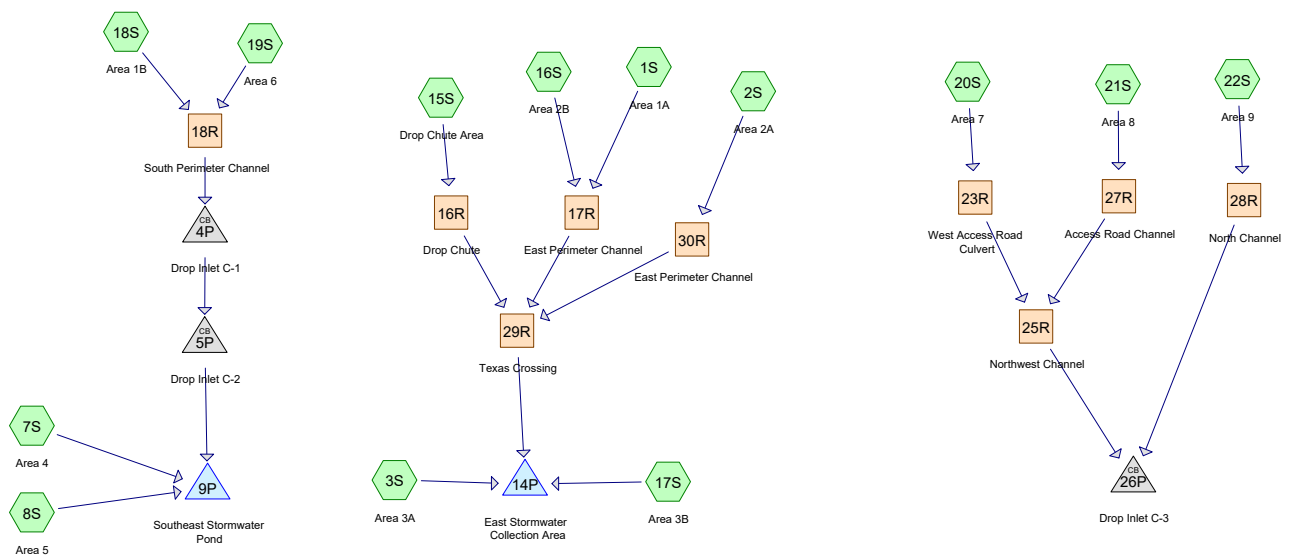 18S
Area 1B
19S
Area 6
18R
South Perimeter Channel
CB
4P
Drop Inlet C-1
CB
5P
Drop Inlet C-2
7S
Area 4
8S
Area 5
9P
Southeast Stormwater
Pond
15S
Drop Chute Area
16S
Area 2B
1S
Area 1A
2S
Area 2A
16R
Drop Chute
17R
East Perimeter Channel
30R
East Perimeter Channel
29R
Texas Crossing
3S
Area 3A
14P
East Stormwater
Collection Area
17S
Area 3B
20S
Area 7
21S
Area 8
22S
Area 9
23R
West Access Road
Culvert
27R
Access Road Channel
28R
North Channel
25R
Northwest Channel
CB
26P
Drop Inlet C-3